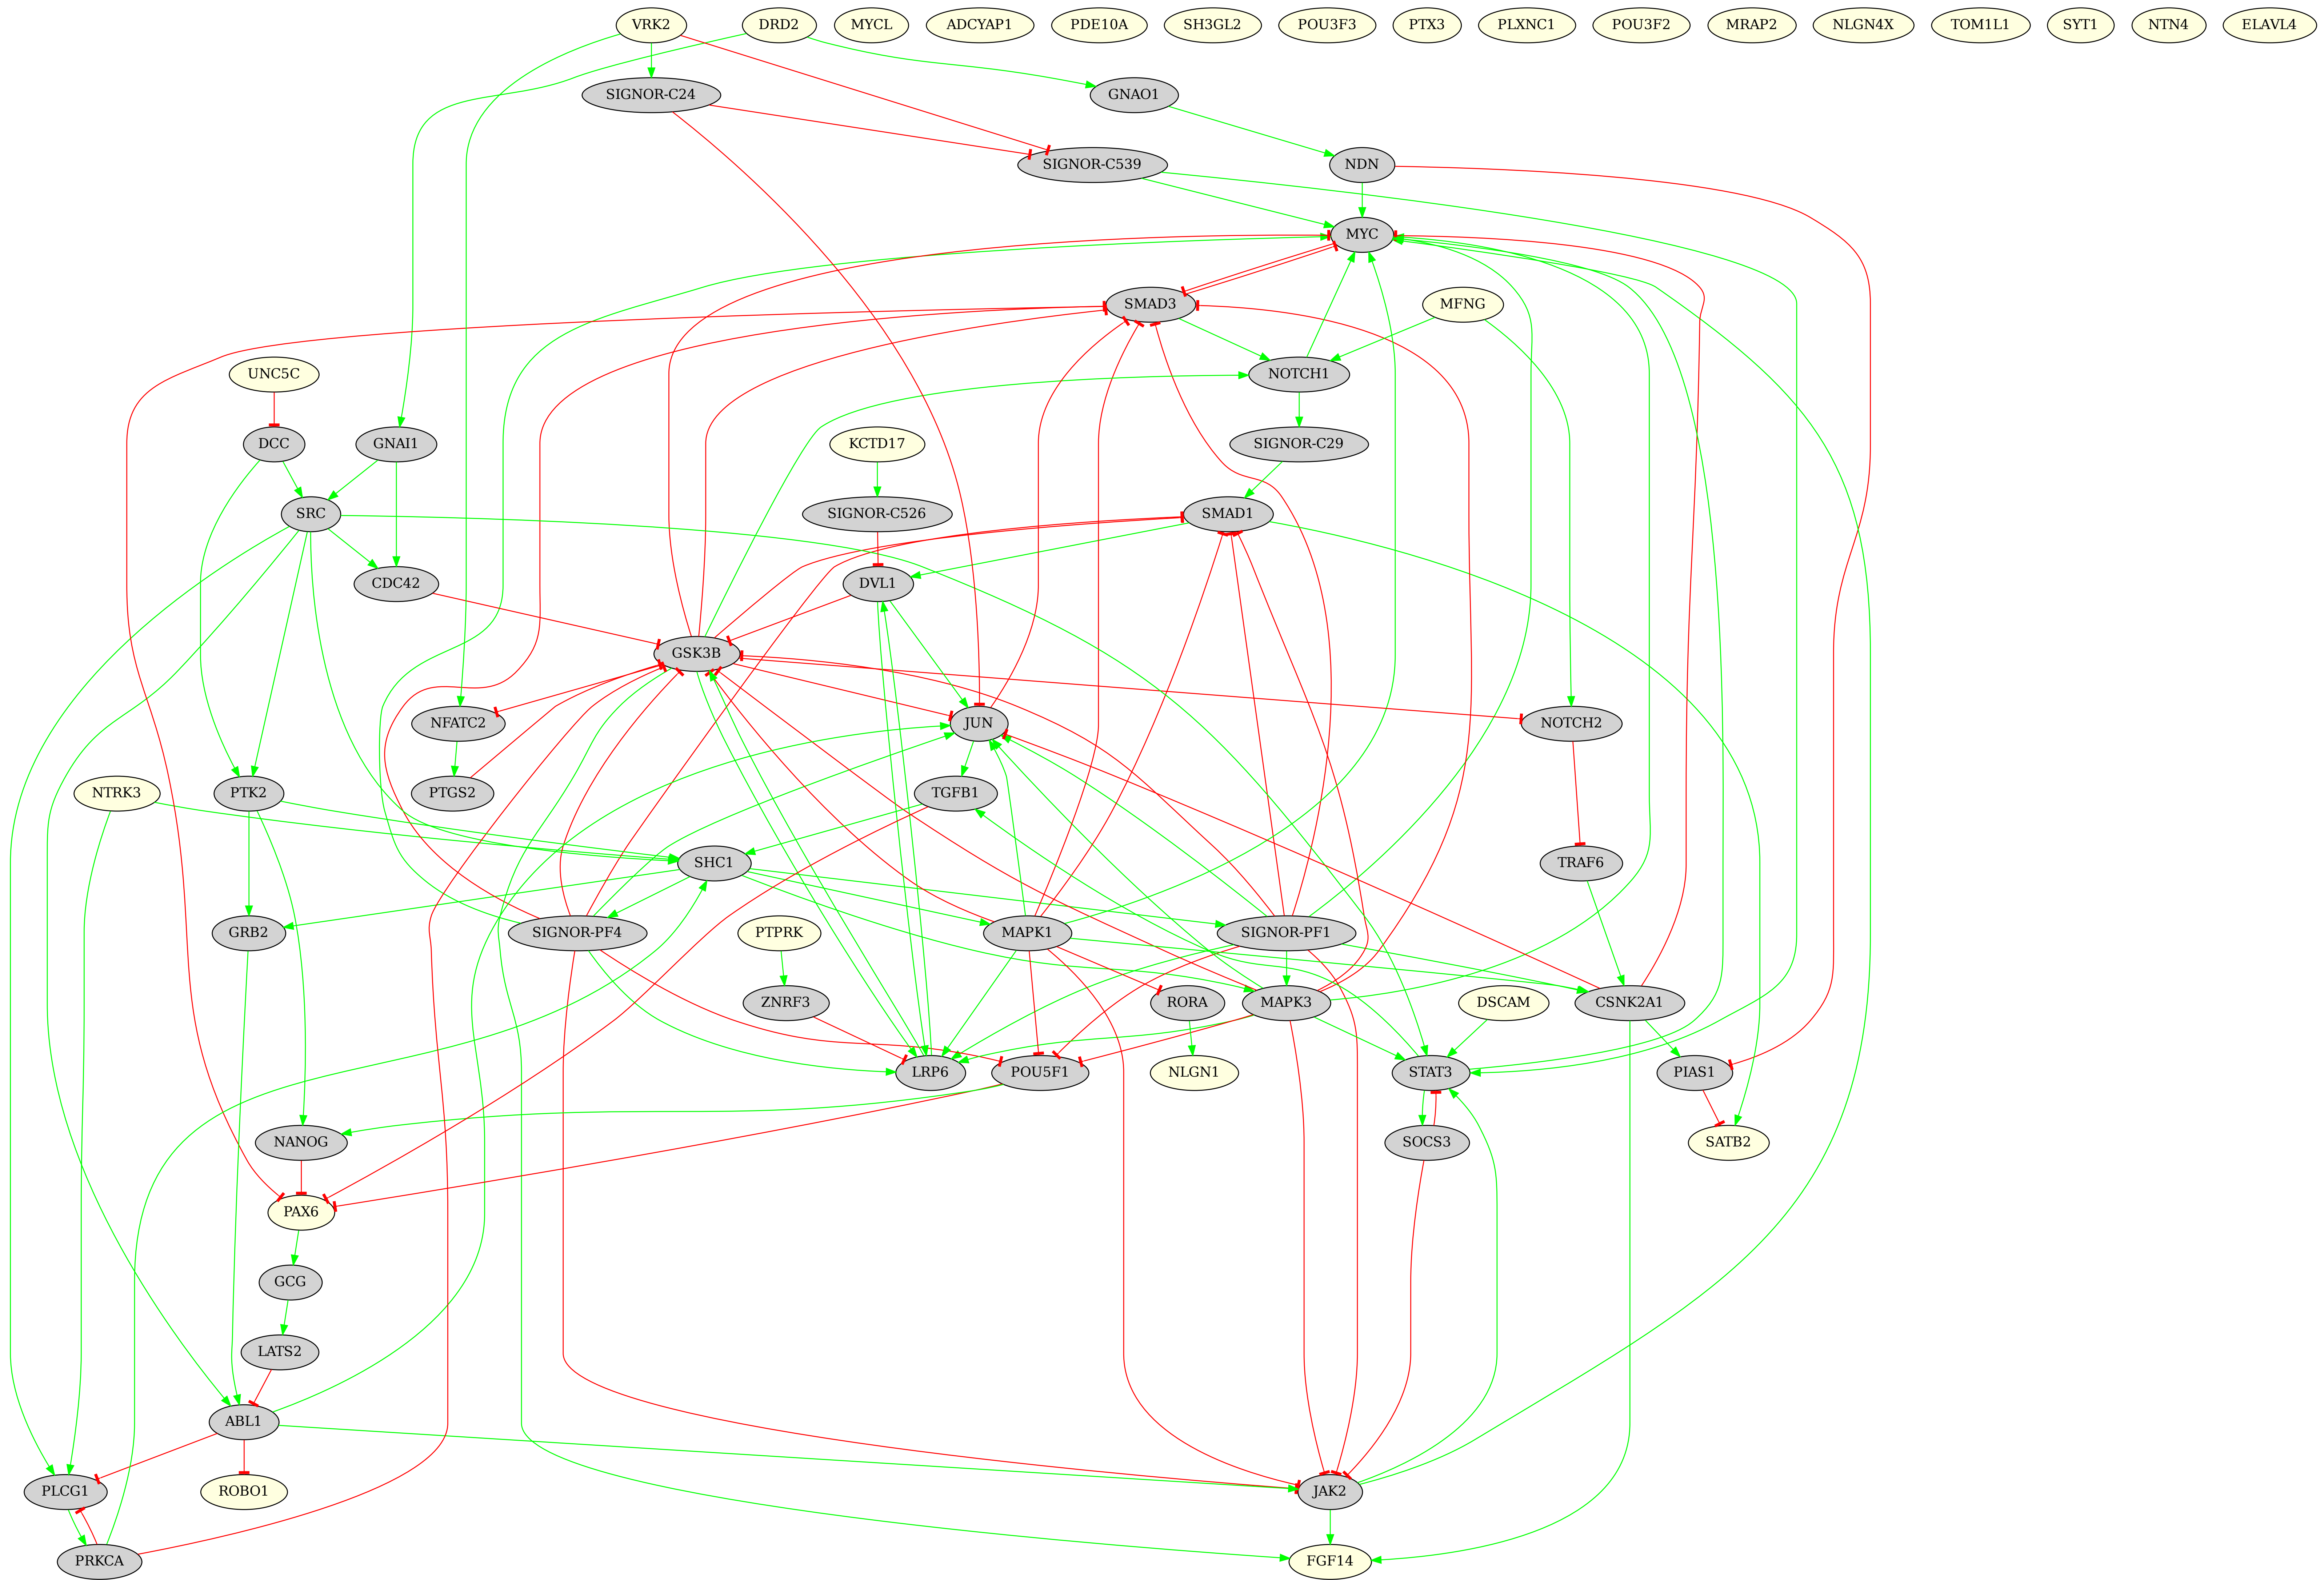 VRK2
DRD2
MYCL
ADCYAP1
PDE10A
SH3GL2
POU3F3
PTX3
PLXNC1
POU3F2
MRAP2
NLGN4X
TOM1L1
SYT1
NTN4
ELAVL4
SIGNOR-C24
GNAO1
SIGNOR-C539
NDN
MYC
SMAD3
MFNG
UNC5C
NOTCH1
DCC
GNAI1
KCTD17
SIGNOR-C29
SRC
SIGNOR-C526
SMAD1
CDC42
DVL1
GSK3B
NFATC2
JUN
NOTCH2
NTRK3
PTK2
PTGS2
TGFB1
SHC1
TRAF6
GRB2
SIGNOR-PF4
PTPRK
MAPK1
SIGNOR-PF1
ZNRF3
RORA
MAPK3
DSCAM
CSNK2A1
LRP6
POU5F1
NLGN1
STAT3
PIAS1
NANOG
SOCS3
SATB2
PAX6
GCG
LATS2
ABL1
PLCG1
ROBO1
JAK2
PRKCA
FGF14